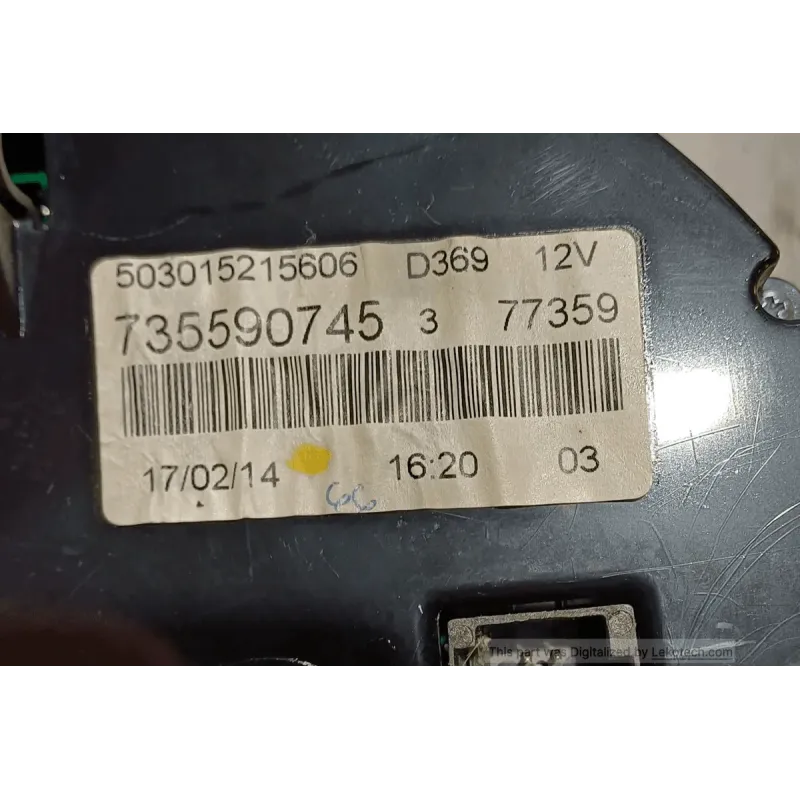 503015215606 D369 12V
735590745 3 77359
17/02/14 16:20 03
66
This part was Digitalized by Lekotech.com